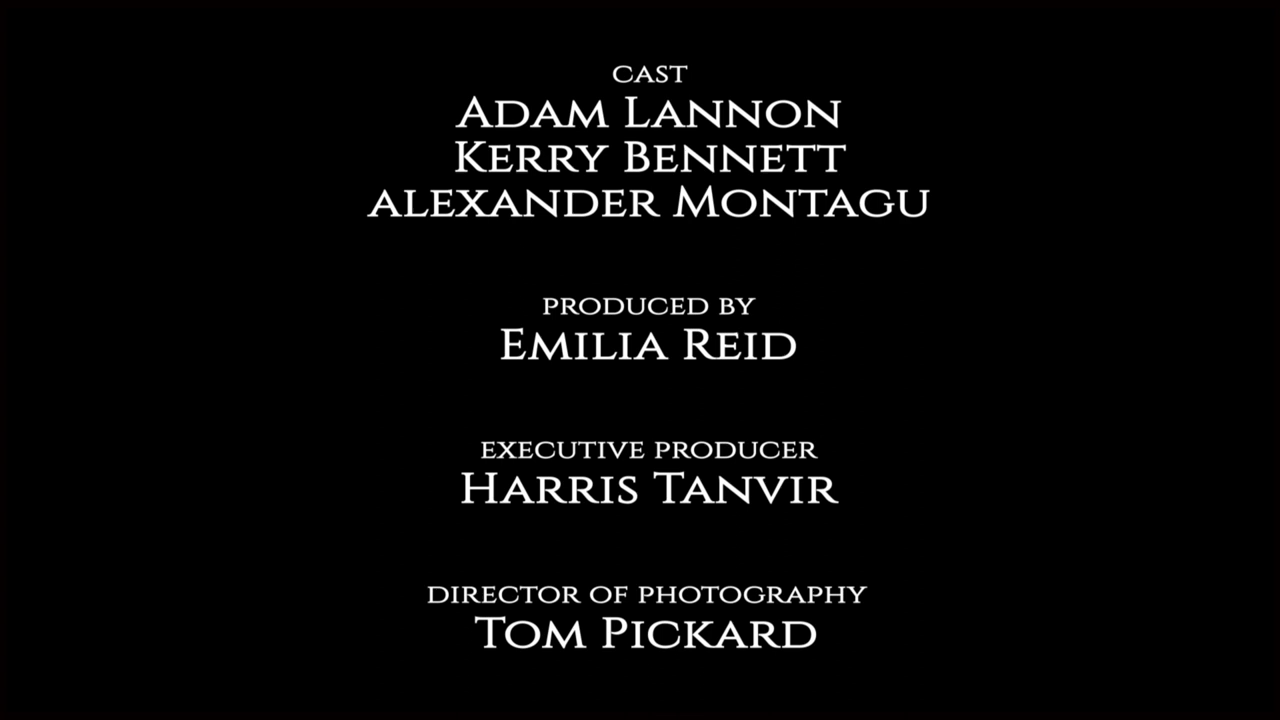 CAST
ADAM LANNON
KERRY BENNETT
ALEXANDER MONTAGU
PRODUCED BY
EMILIA REID
EXECUTIVE PRODUCER
HARRIS TANVIR
DIRECTOR OF PHOTOGRAPHY
TOM PICKARD